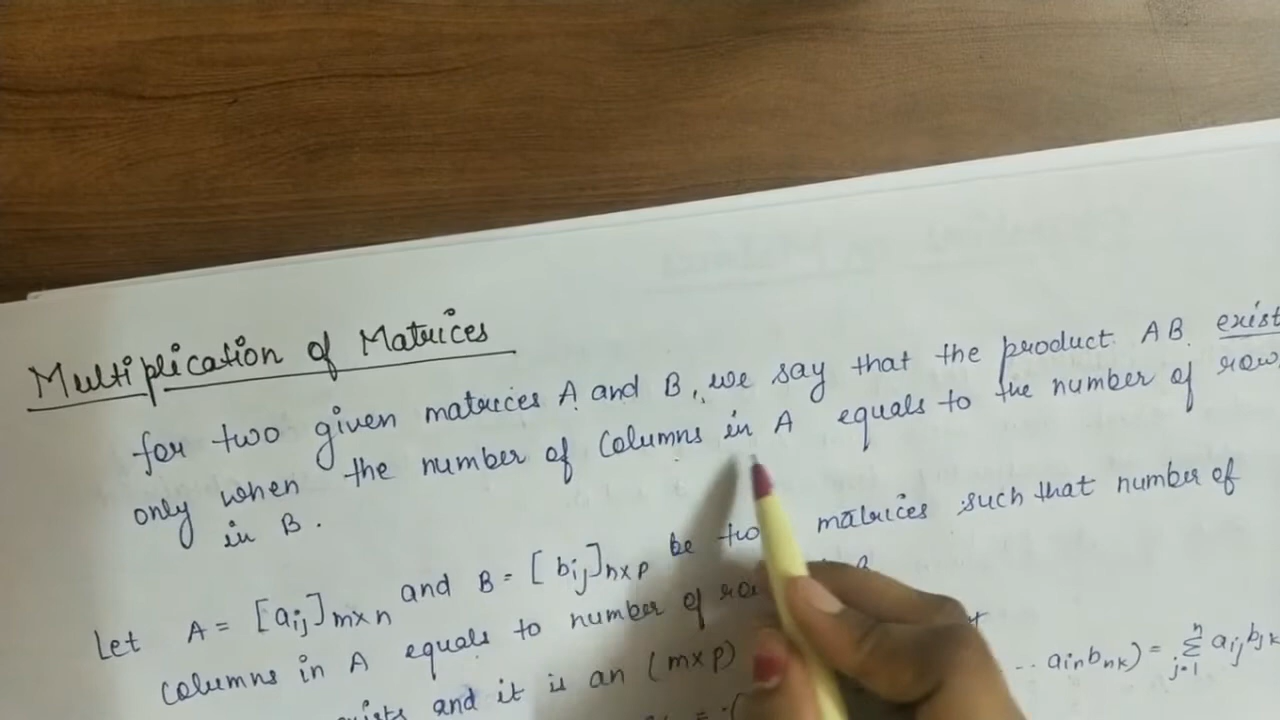 Multiplication of Matrices
for two given matrices A and B, we say that the product AB exist
only when the number of columns in A equals to the number of row
in B.
Let A = [aij]m×n and B = [bij]n×p be two matrices such that number of
columns in A equals to number of
and it is an (m×p)
.. ainbnk) = n∑j=1 aijbjk